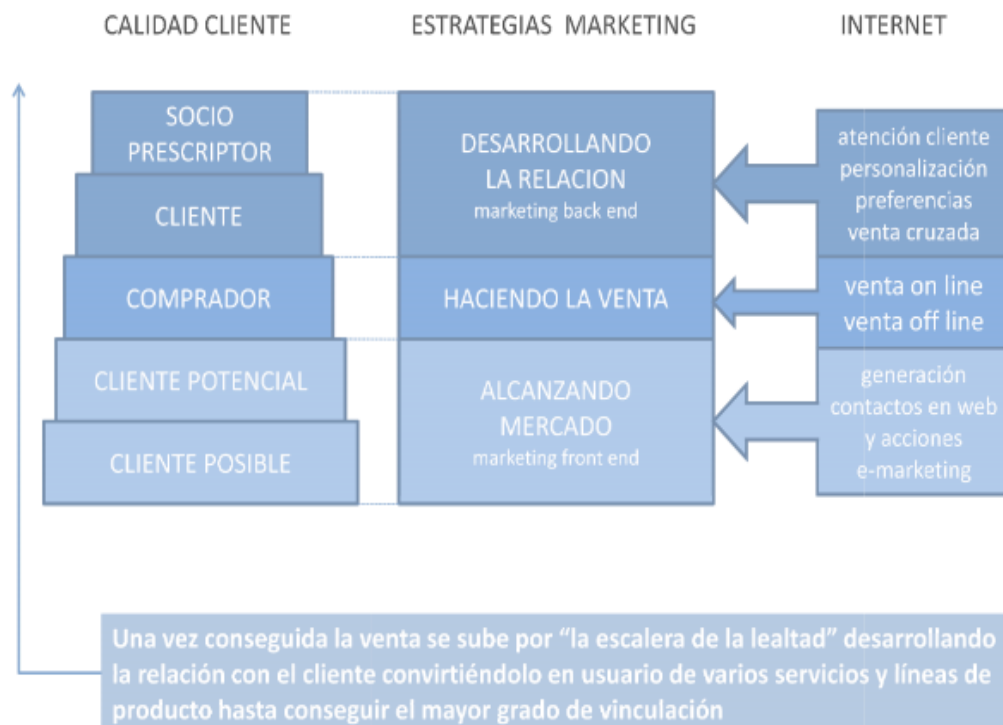 CALIDAD CLIENTE
ESTRATEGIAS MARKETING
INTERNET
SOCIO
PRESCRIPTOR
CLIENTE
COMPRADOR
CLIENTE POTENCIAL
CLIENTE POSIBLE
DESARROLLANDO
LA RELACION
marketing back end
HACIENDO LA VENTA
ALCANZANDO
MERCADO
marketing front end
atención cliente
personalización
preferencias
venta cruzada
venta on line
venta off line
generación
contactos en web
y acciones
e-marketing
Una vez conseguida la venta se sube por “la escalera de la lealtad” desarrollando
la relación con el cliente convirtiéndolo en usuario de varios servicios y líneas de
producto hasta conseguir el mayor grado de vinculación